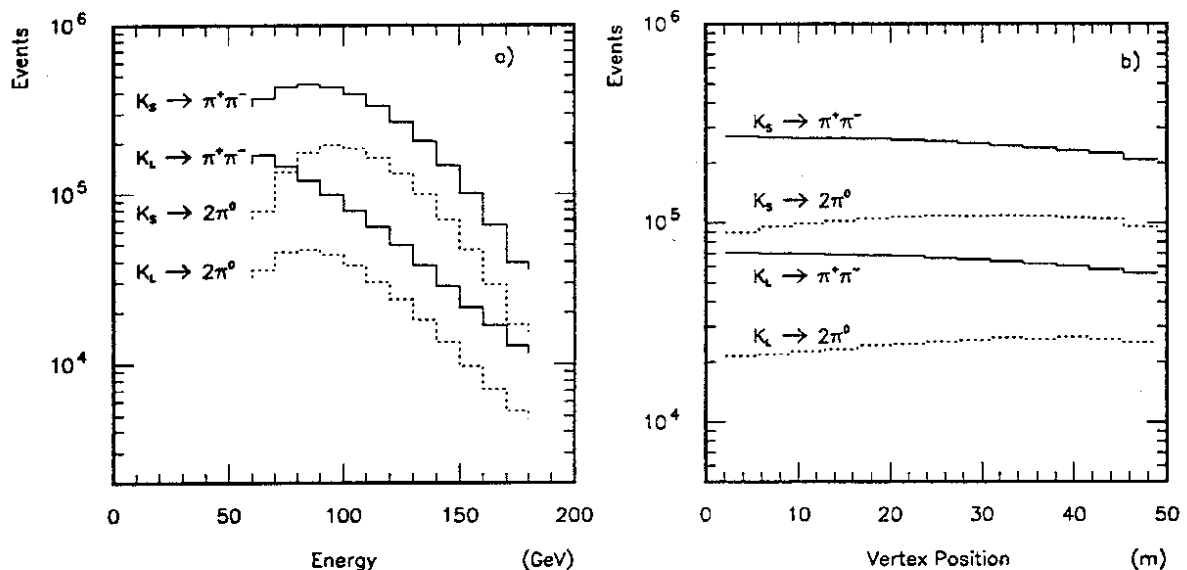 Events
10⁶
10⁵
10⁴
a)
K_S → π⁺π⁻
K_L → π⁺π⁻
K_S → 2π⁰
K_L → 2π⁰
0
50
100
150
200
Energy
(GeV)
Events
10⁶
10⁵
10⁴
b)
K_S → π⁺π⁻
K_S → 2π⁰
K_L → π⁺π⁻
K_L → 2π⁰
0
10
20
30
40
50
Vertex Position
(m)